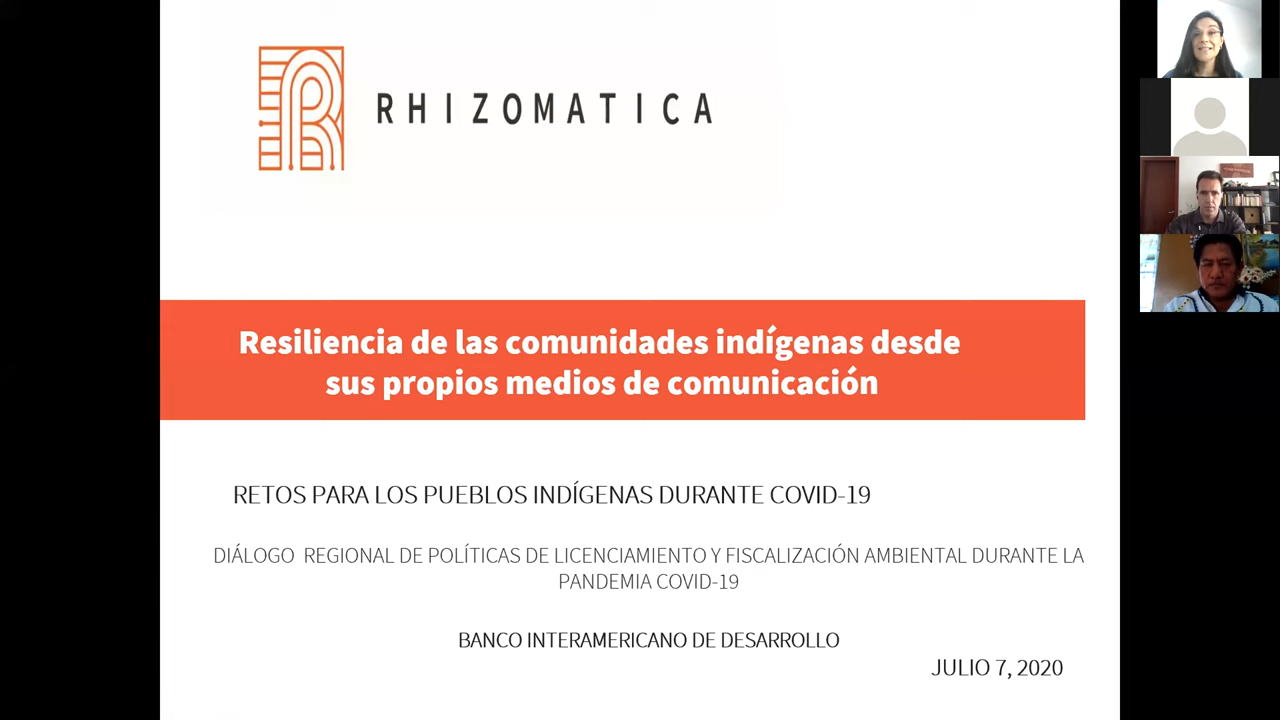 RHIZOMATICA
Resiliencia de las comunidades indígenas desde
sus propios medios de comunicación
RETOS PARA LOS PUEBLOS INDÍGENAS DURANTE COVID-19
DIÁLOGO REGIONAL DE POLÍTICAS DE LICENCIAMIENTO Y FISCALIZACIÓN AMBIENTAL DURANTE LA
PANDEMIA COVID-19
BANCO INTERAMERICANO DE DESARROLLO
JULIO 7, 2020